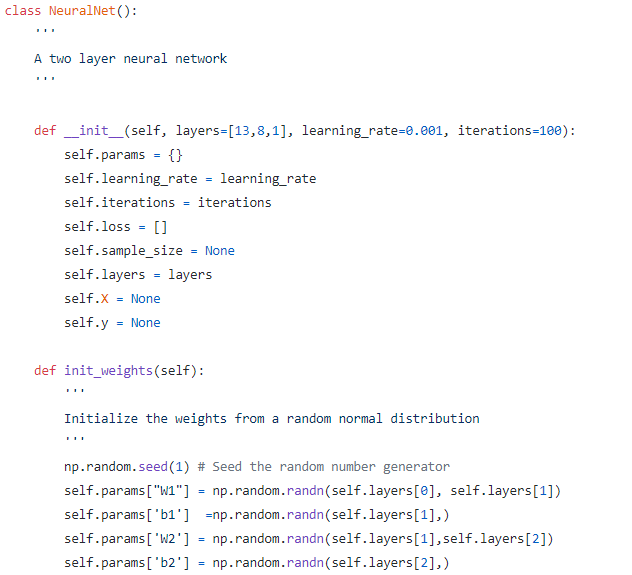 class NeuralNet():
    '''
    A two layer neural network
    '''
    def __init__(self, layers=[13,8,1], learning_rate=0.001, iterations=100):
        self.params = {}
        self.learning_rate = learning_rate
        self.iterations = iterations
        self.loss = []
        self.sample_size = None
        self.layers = layers
        self.X = None
        self.y = None
    def init_weights(self):
        '''
        Initialize the weights from a random normal distribution
        '''
        np.random.seed(1) # Seed the random number generator
        self.params["W1"] = np.random.randn(self.layers[0], self.layers[1])
        self.params['b1']  =np.random.randn(self.layers[1],)
        self.params['W2'] = np.random.randn(self.layers[1],self.layers[2])
        self.params['b2'] = np.random.randn(self.layers[2],)